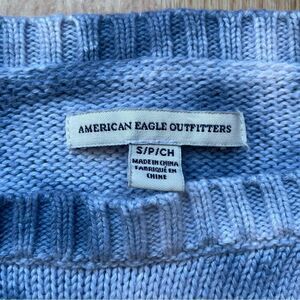 AMERICAN EAGLE OUTFITTERS
S/P/CH
MADE IN CHINA
FABRIQUÉ EN
CHINE